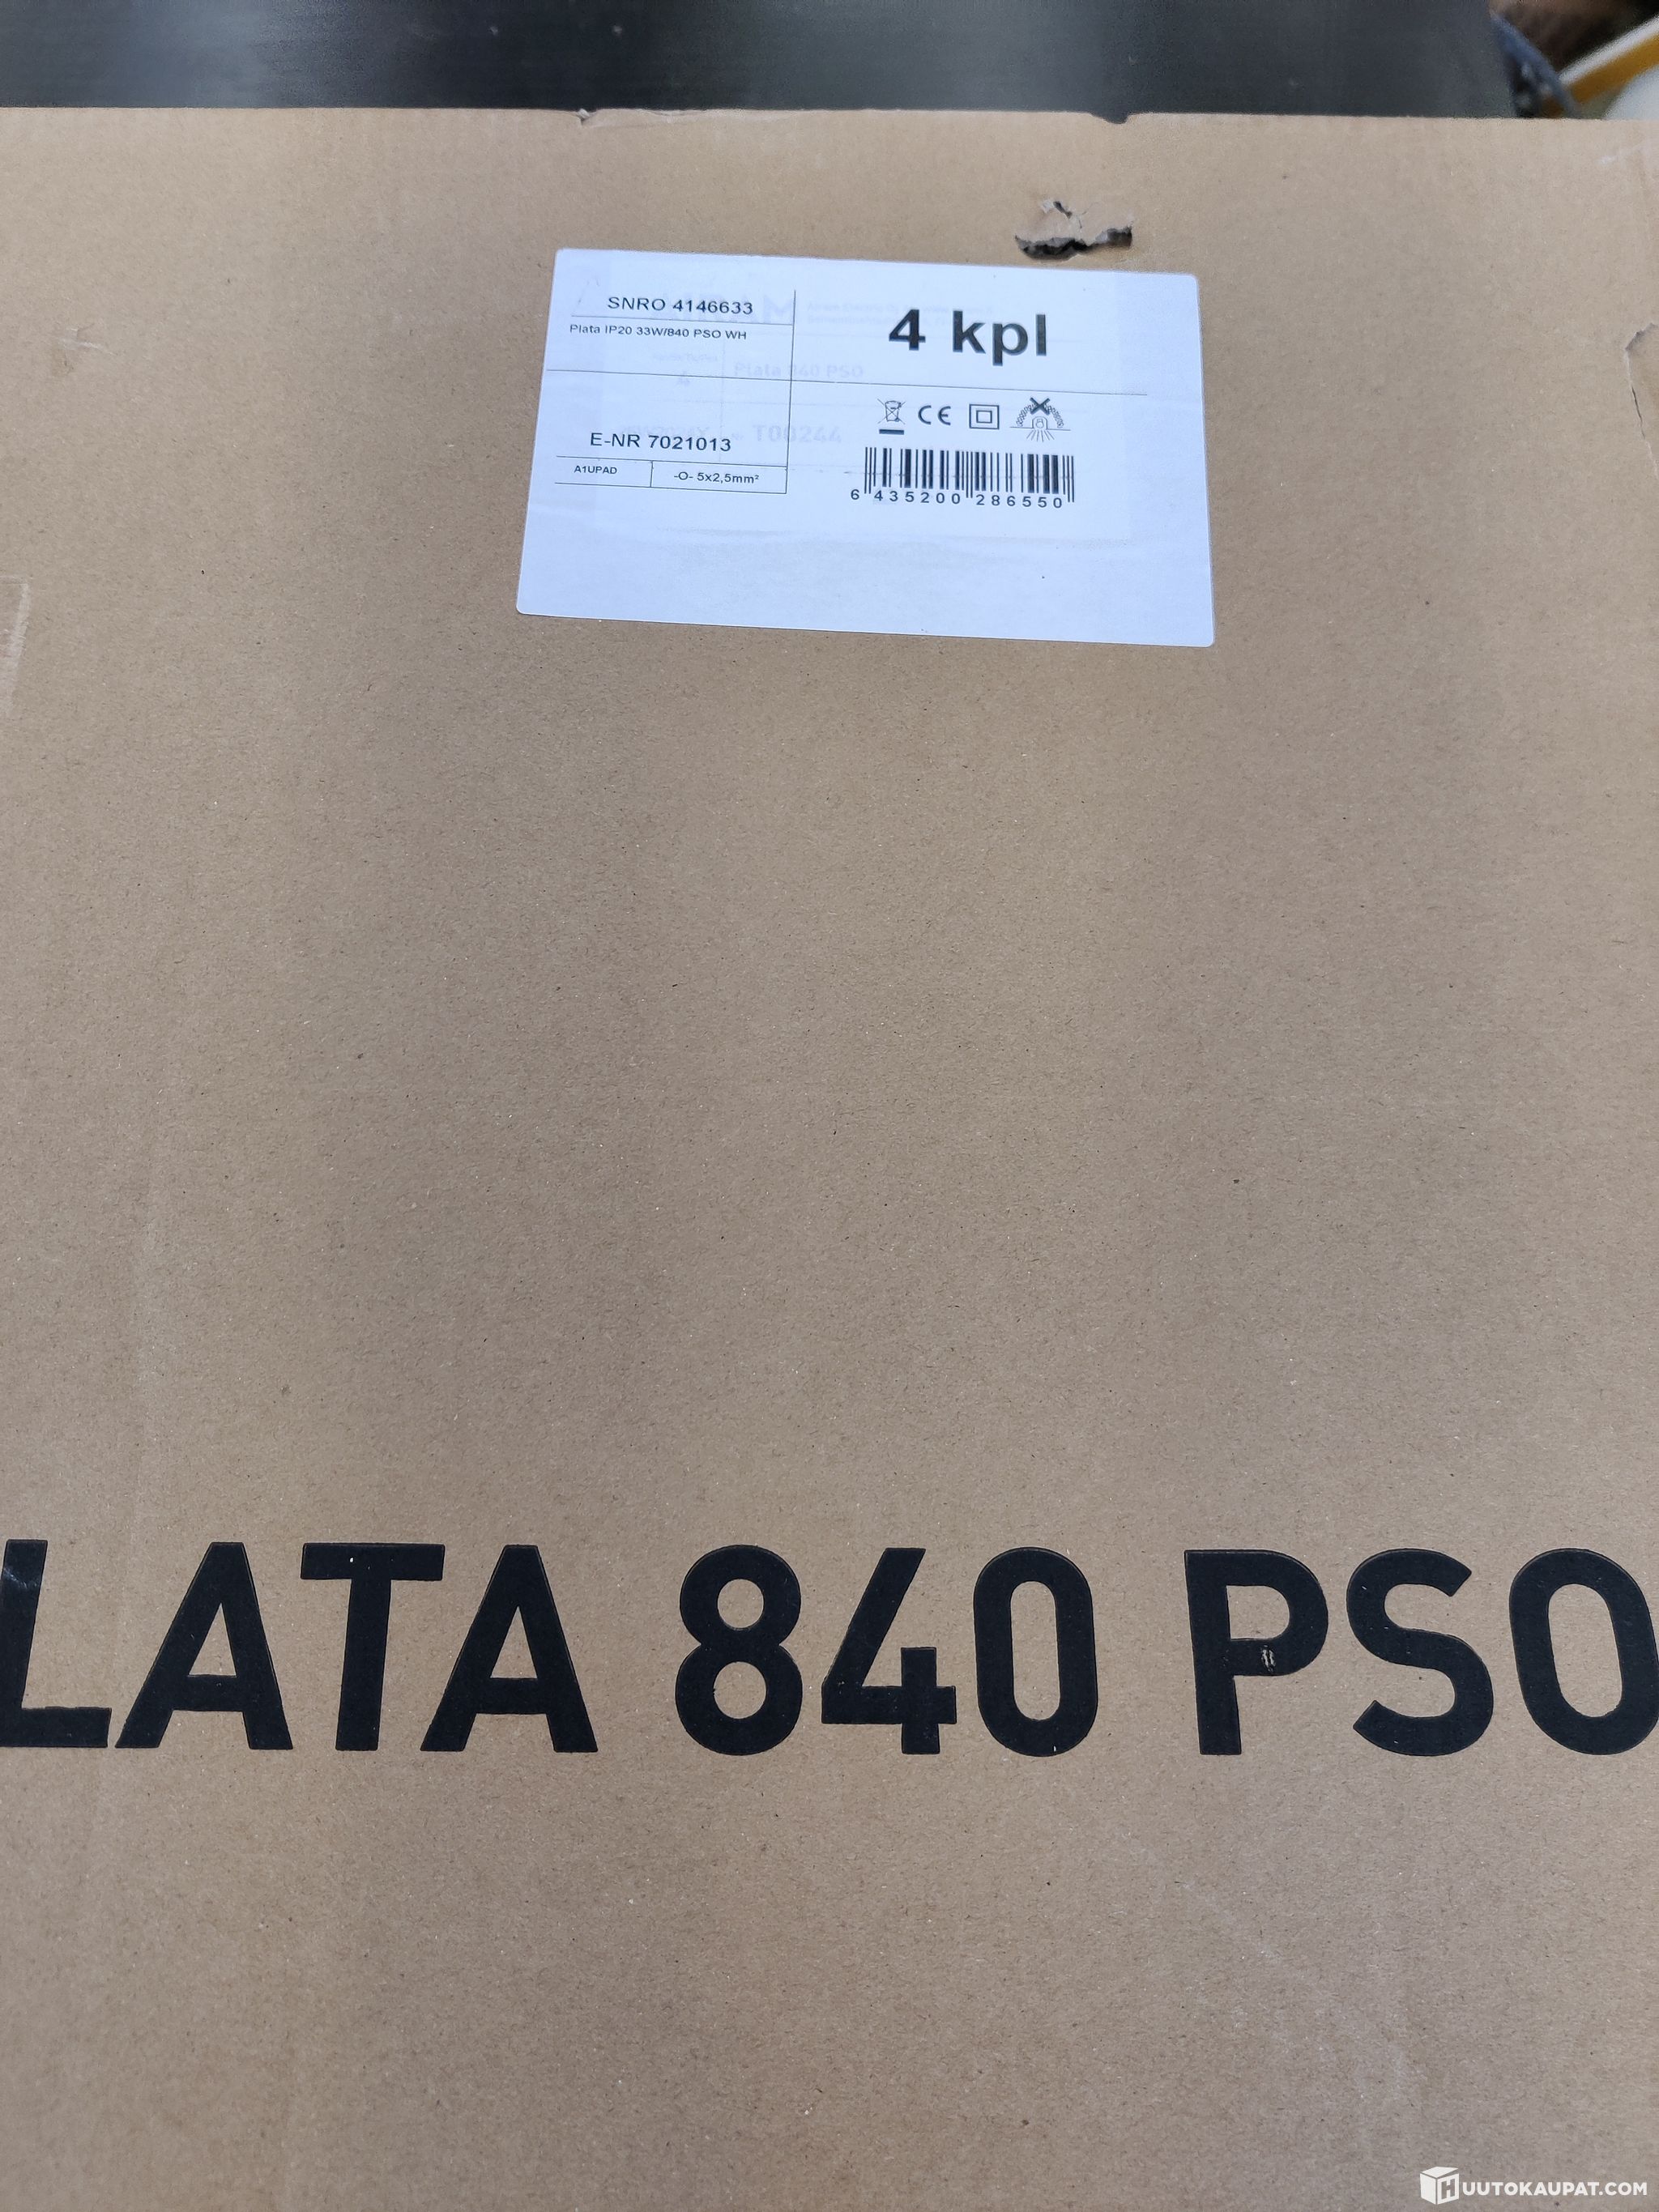 SNRO 4146633
Plata IP20 33W/840 PSO WH
4 kpl
Plata 840 PSO
CE
E-NR 7021013
T00244
A1UPAD
-O- 5x2,5mm²
6 435200 286550
LATA 840 PSO
HUUTOKAUPAT.COM